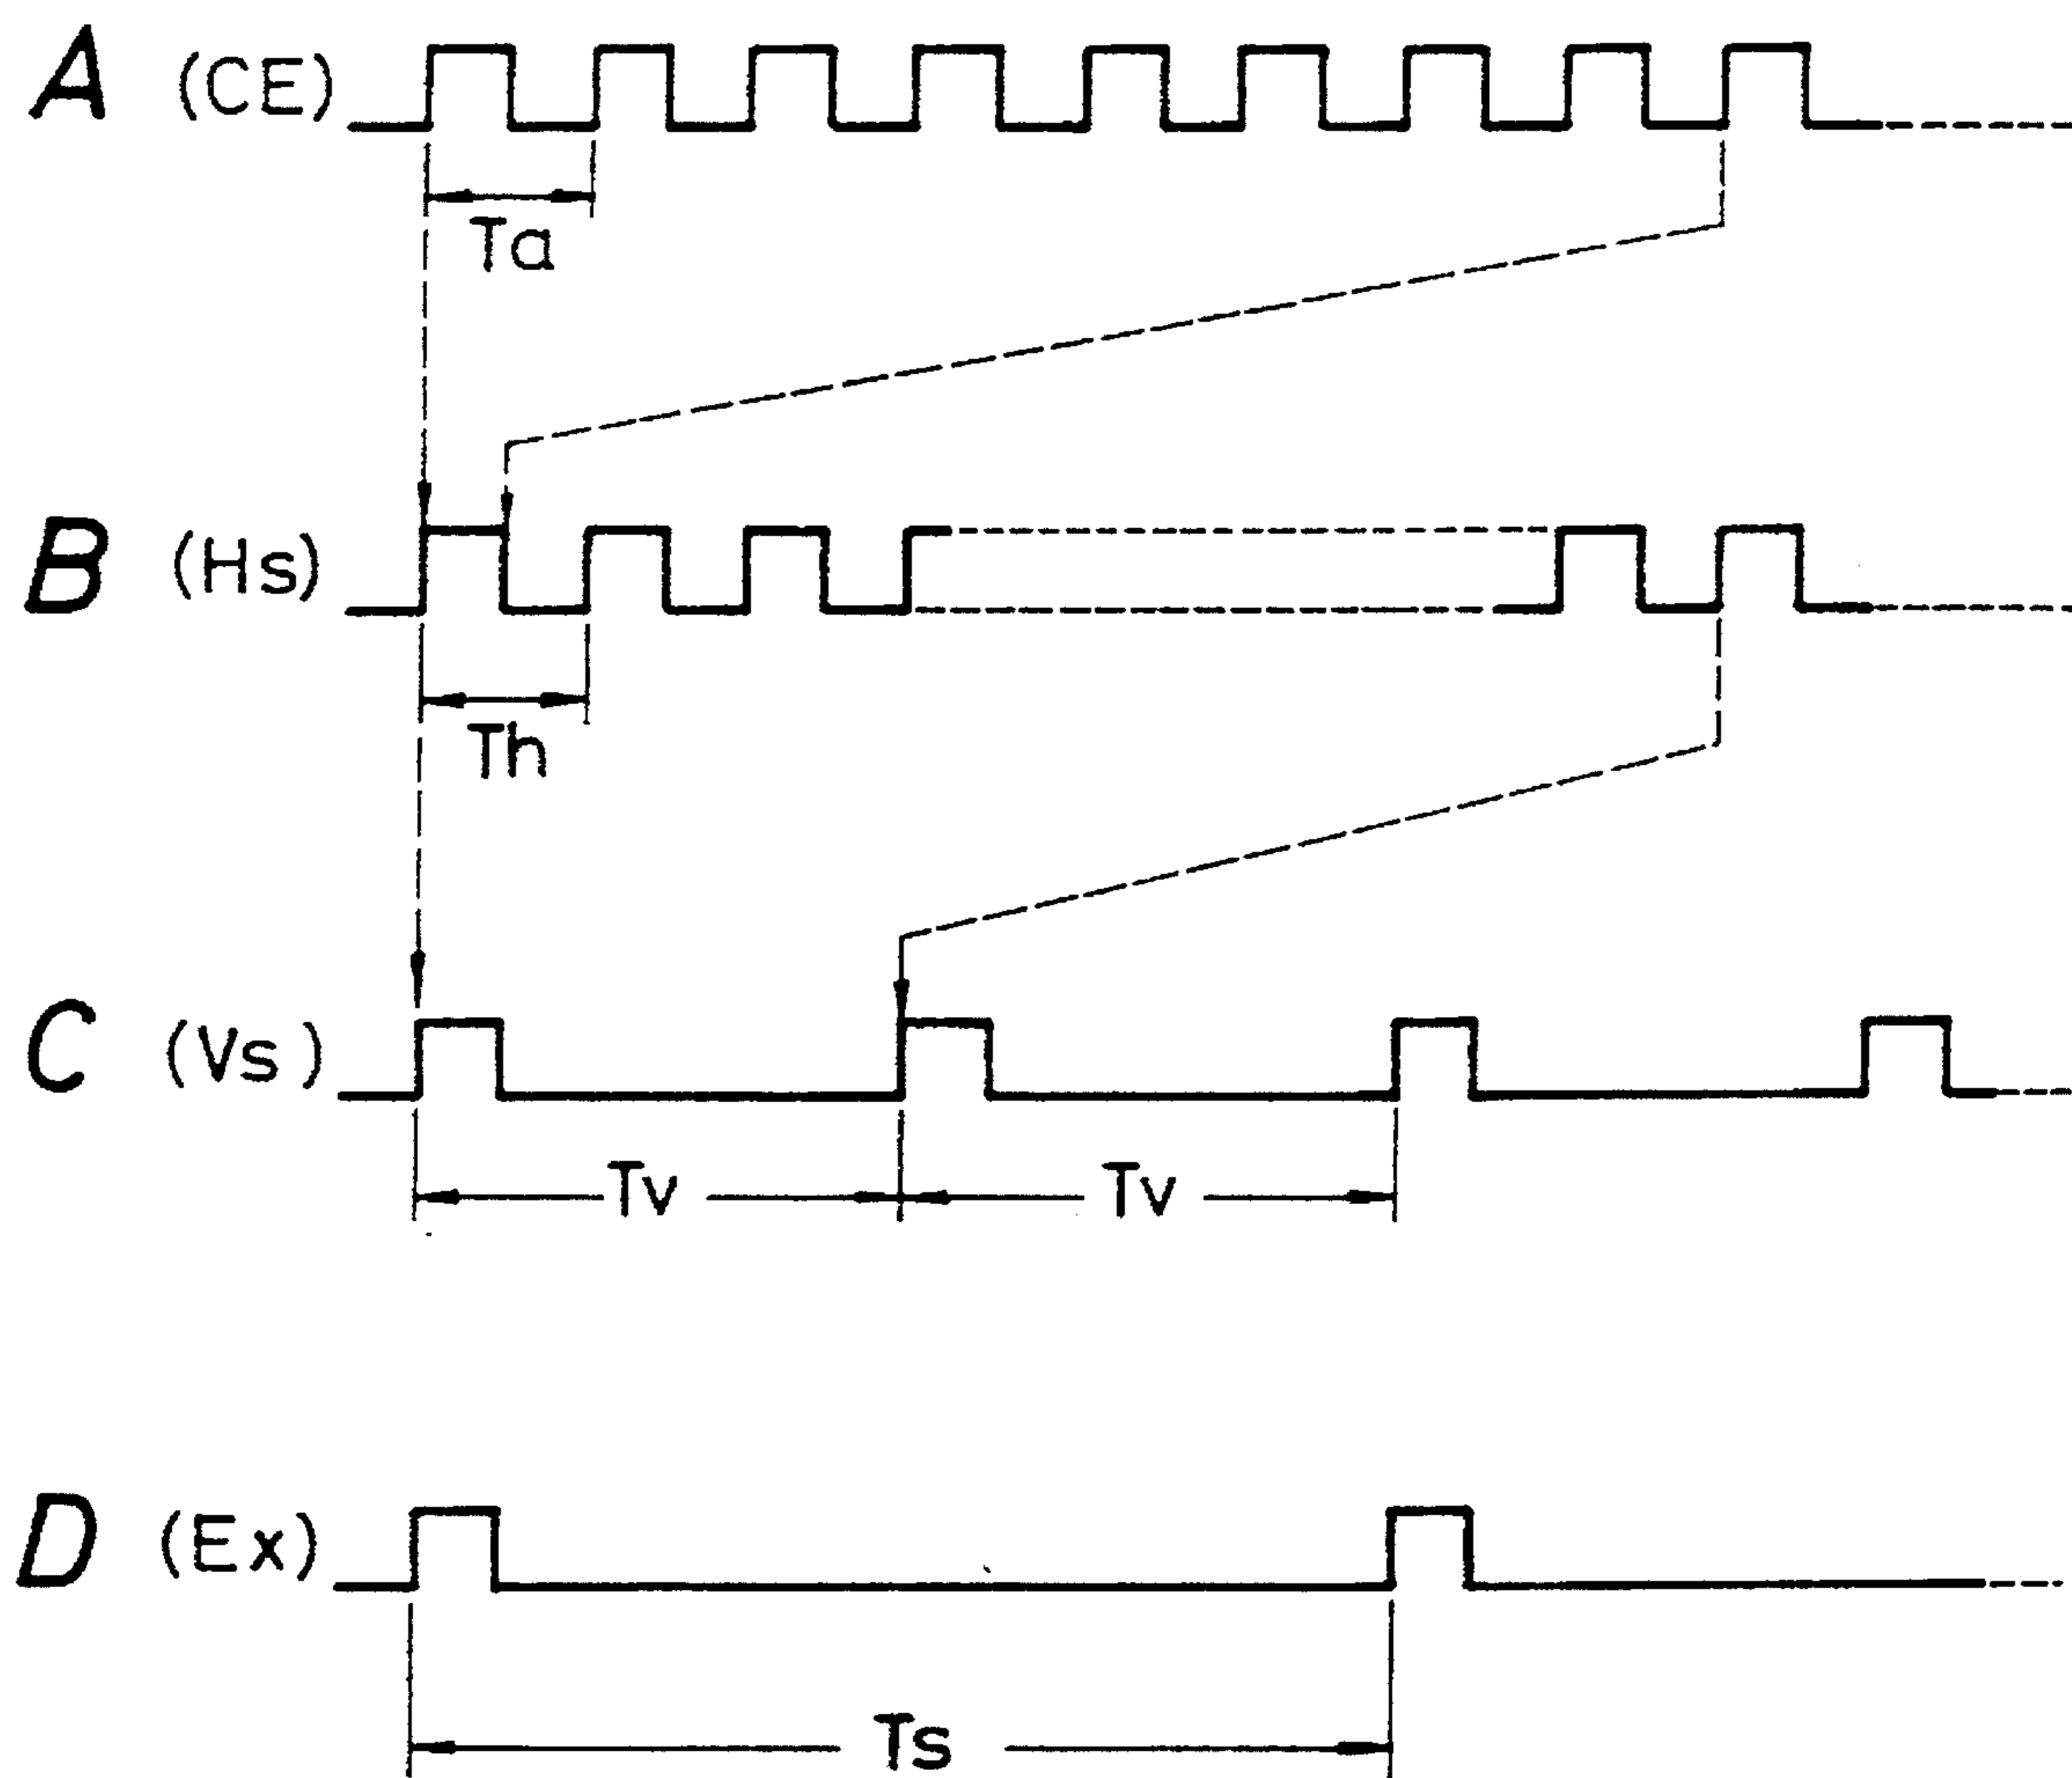 A (CE)
Ta
B (Hs)
Th
C (Vs)
Tv Tv
D (Ex)
Ts